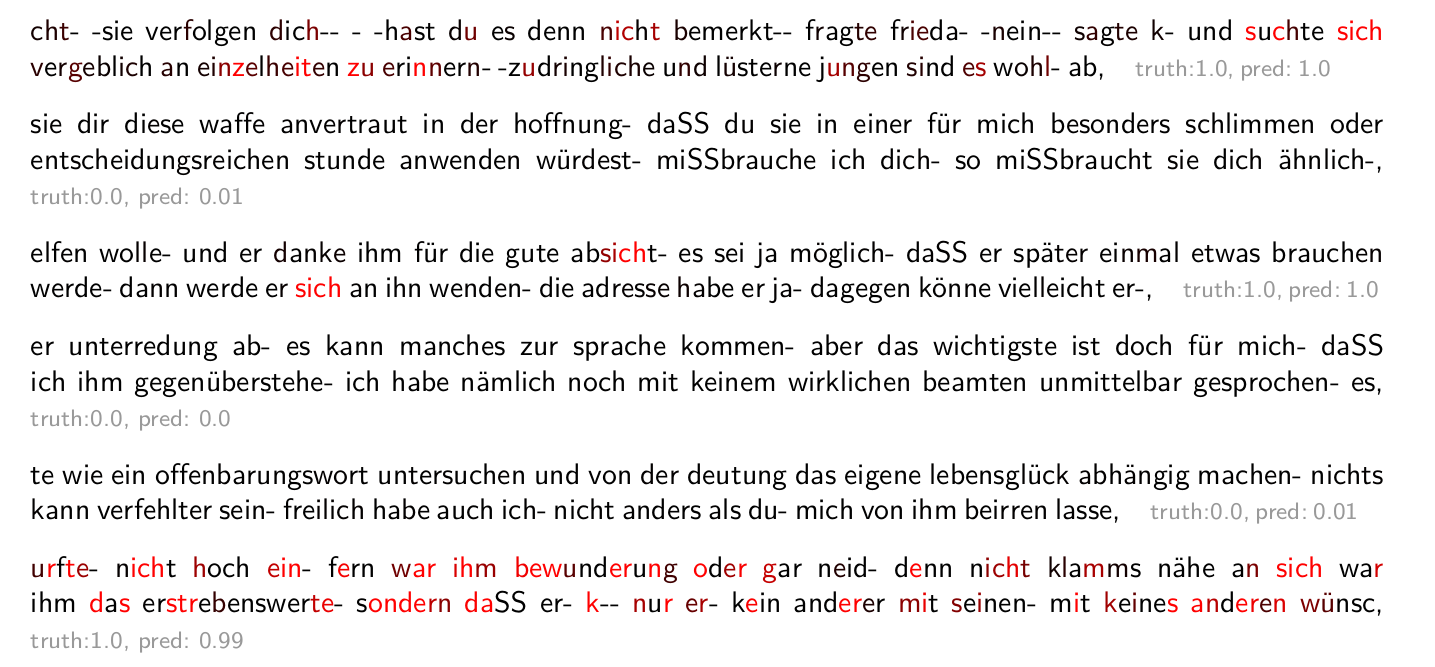 cht- -sie verfolgen dich-- - -hast du es denn nicht bemerkt-- fragte frieda- -nein-- sagte k- und suchte sich
vergeblich an einzelheiten zu erinnern- -zudringliche und lüsterne jungen sind es wohl- ab, truth:1.0, pred: 1.0
sie dir diese waffe anvertraut in der hoffnung- daSS du sie in einer für mich besonders schlimmen oder
entscheidungsreichen stunde anwenden würdest- miSSbrauche ich dich- so miSSbraucht sie dich ähnlich-,
truth:0.0, pred: 0.01
elfen wolle- und er danke ihm für die gute absicht- es sei ja möglich- daSS er später einmal etwas brauchen
werde- dann werde er sich an ihn wenden- die adresse habe er ja- dagegen könne vielleicht er-, truth:1.0, pred: 1.0
er unterredung ab- es kann manches zur sprache kommen- aber das wichtigste ist doch für mich- daSS
ich ihm gegenüberstehe- ich habe nämlich noch mit keinem wirklichen beamten unmittelbar gesprochen- es,
truth:0.0, pred: 0.0
te wie ein offenbarungswort untersuchen und von der deutung das eigene lebensglück abhängig machen- nichts
kann verfehlter sein- freilich habe auch ich- nicht anders als du- mich von ihm beirren lasse, truth:0.0, pred: 0.01
urfte- nicht hoch ein- fern war ihm bewunderung oder gar neid- denn nicht klamms nähe an sich war
ihm das erstrebenswerte- sondern daSS er- k-- nur er- kein anderer mit seinen- mit keines anderen wünsc,
truth:1.0, pred: 0.99